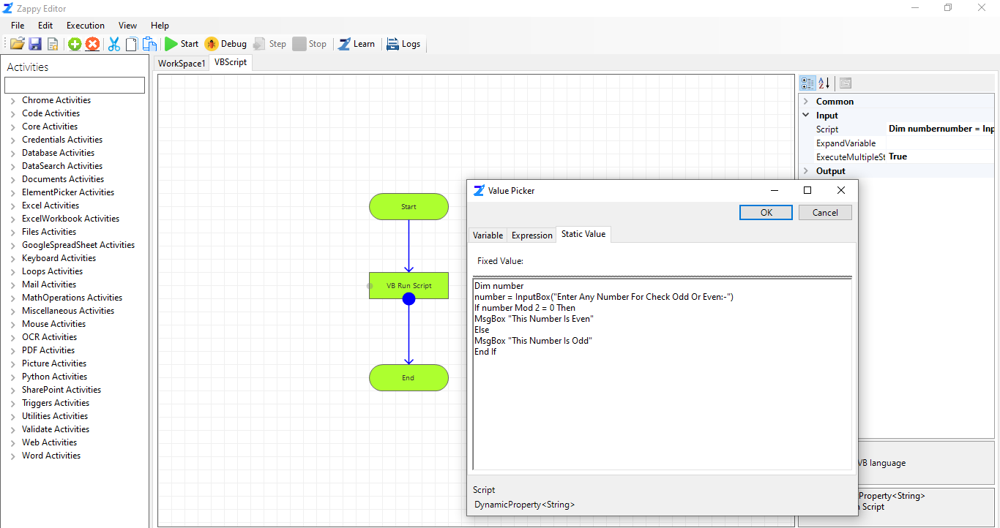 Zappy Editor
File Edit Execution View Help
Start Debug Step Stop Learn Logs
Activities
Chrome Activities
Code Activities
Core Activities
Credentials Activities
Database Activities
DataSearch Activities
Documents Activities
ElementPicker Activities
Excel Activities
ExcelWorkbook Activities
Files Activities
GoogleSpreadSheet Activities
Keyboard Activities
Loops Activities
Mail Activities
MathOperations Activities
Miscellaneous Activities
Mouse Activities
OCR Activities
PDF Activities
Picture Activities
Python Activities
SharePoint Activities
Triggers Activities
Utilities Activities
Validate Activities
Web Activities
Word Activities
WorkSpace1 VBScript
Start
VB Run Script
End
Common
Input
Script Dim numbernumber = Inp
ExpandVariable
ExecuteMultipleSt True
Output
Value Picker
OK Cancel
Variable Expression Static Value
Fixed Value:
Dim number
number = InputBox("Enter Any Number For Check Odd Or Even:-")
If number Mod 2 = 0 Then
MsgBox "This Number Is Even"
Else
MsgBox "This Number Is Odd"
End If
Script
DynamicProperty<String>
VB language
Property<String>
Script